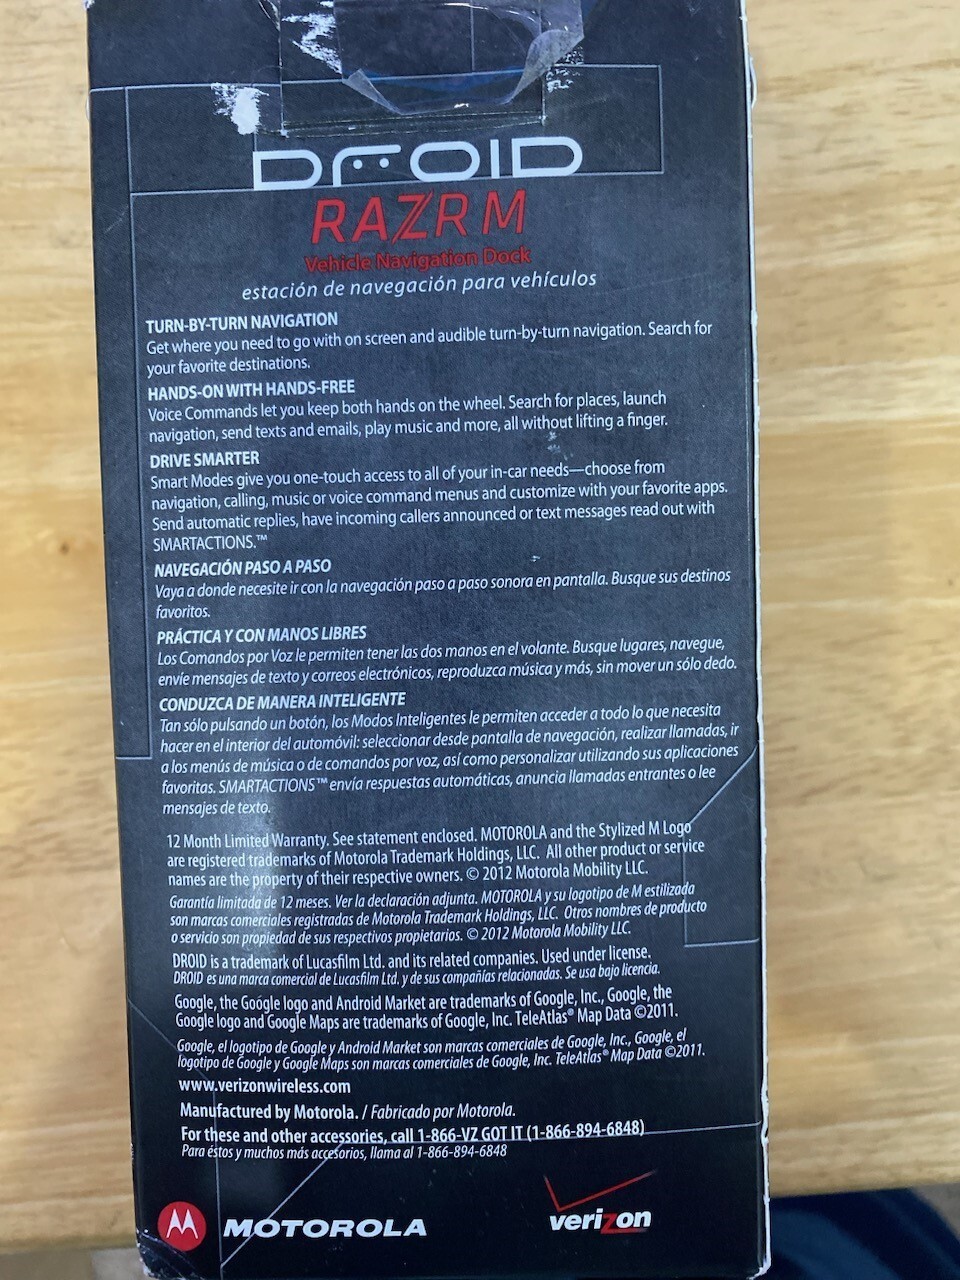 DROID
RAZR M
Vehicle Navigation Dock
estación de navegación para vehículos
TURN-BY-TURN NAVIGATION
Get where you need to go with on screen and audible turn-by-turn navigation. Search for
your favorite destinations.
HANDS-ON WITH HANDS-FREE
Voice Commands let you keep both hands on the wheel. Search for places, launch
navigation, send texts and emails, play music and more, all without lifting a finger.
DRIVE SMARTER
Smart Modes give you one-touch access to all of your in-car needs—choose from
navigation, calling, music or voice command menus and customize with your favorite apps.
Send automatic replies, have incoming callers announced or text messages read out with
SMARTACTIONS.™
NAVEGACIÓN PASO A PASO
Vaya a donde necesite ir con la navegación paso a paso sonora en pantalla. Busque sus destinos
favoritos.
PRÁCTICA Y CON MANOS LIBRES
Los Comandos por Voz le permiten tener las dos manos en el volante. Busque lugares, navegue,
envíe mensajes de texto y correos electrónicos, reproduzca música y más, sin mover un sólo dedo.
CONDUZCA DE MANERA INTELIGENTE
Tan sólo pulsando un botón, los Modos Inteligentes le permiten acceder a todo lo que necesita
hacer en el interior del automóvil: seleccionar desde pantalla de navegación, realizar llamadas, ir
a los menús de música o de comandos por voz, así como personalizar utilizando sus aplicaciones
favoritas. SMARTACTIONS™ envía respuestas automáticas, anuncia llamadas entrantes o lee
mensajes de texto.
12 Month Limited Warranty. See statement enclosed. MOTOROLA and the Stylized M Logo
are registered trademarks of Motorola Trademark Holdings, LLC. All other product or service
names are the property of their respective owners. © 2012 Motorola Mobility LLC.
Garantía limitada de 12 meses. Ver la declaración adjunta. MOTOROLA y su logotipo de M estilizada
son marcas comerciales registradas de Motorola Trademark Holdings, LLC. Otros nombres de producto
o servicio son propiedad de sus respectivos propietarios. © 2012 Motorola Mobility LLC.
DROID is a trademark of Lucasfilm Ltd. and its related companies. Used under license.
DROID es una marca comercial de Lucasfilm Ltd. y de sus compañías relacionadas. Se usa bajo licencia.
Google, the Google logo and Android Market are trademarks of Google, Inc., Google, the
Google logo and Google Maps are trademarks of Google, Inc. TeleAtlas® Map Data ©2011.
Google, el logotipo de Google y Android Market son marcas comerciales de Google, Inc., Google, el
logotipo de Google y Google Maps son marcas comerciales de Google, Inc. TeleAtlas® Map Data ©2011.
www.verizonwireless.com
Manufactured by Motorola. / Fabricado por Motorola.
For these and other accessories, call 1-866-VZ GOT IT (1-866-894-6848)
Para éstos y muchos más accesorios, llama al 1-866-894-6848
MOTOROLA
verizon